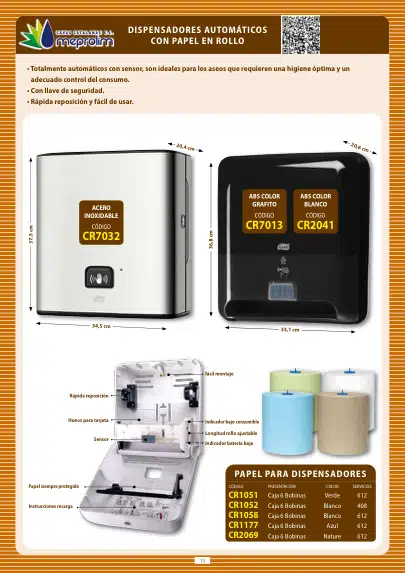 CAYRO CATALANAS S.L.
meprolim
DISPENSADORES AUTOMÁTICOS
CON PAPEL EN ROLLO
• Totalmente automáticos con sensor, son ideales para los aseos que requieren una higiene óptima y un
adecuado control del consumo.
• Con llave de seguridad.
• Rápida reposición y fácil de usar.
20,4 cm
20,6 cm
37,3 cm
36,8 cm
ACERO
INOXIDABLE
CÓDIGO
CR7032
ABS COLOR
GRAFITO
CÓDIGO
CR7013
ABS COLOR
BLANCO
CÓDIGO
CR2041
34,5 cm
33,1 cm
fácil montaje
Rápida reposición
Hueco para tarjeta
Indicador bajo consumible
Longitud rollo ajustable
Sensor
Indicador batería baja
Papel siempre protegido
Instrucciones recarga
PAPEL PARA DISPENSADORES
CÓDIGO PRESENTACIÓN COLOR SERVICIOS
CR1051 Caja 6 Bobinas Verde 612
CR1052 Caja 6 Bobinas Blanco 408
CR1058 Caja 6 Bobinas Blanco 612
CR1177 Caja 6 Bobinas Azul 612
CR2069 Caja 6 Bobinas Nature 612